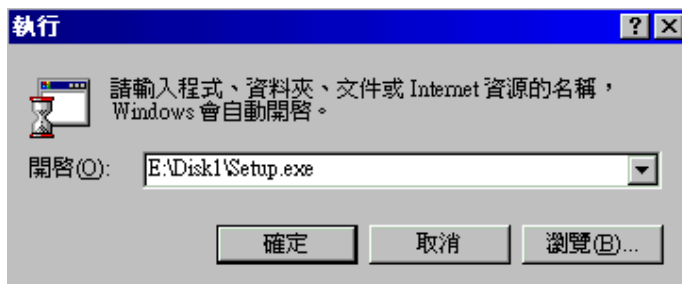 執行
請輸入程式、資料夾、文件或 Internet 資源的名稱，
Windows 會自動開啓。
開啓(O): E:\Disk1\Setup.exe
確定 取消 瀏覽(B)...